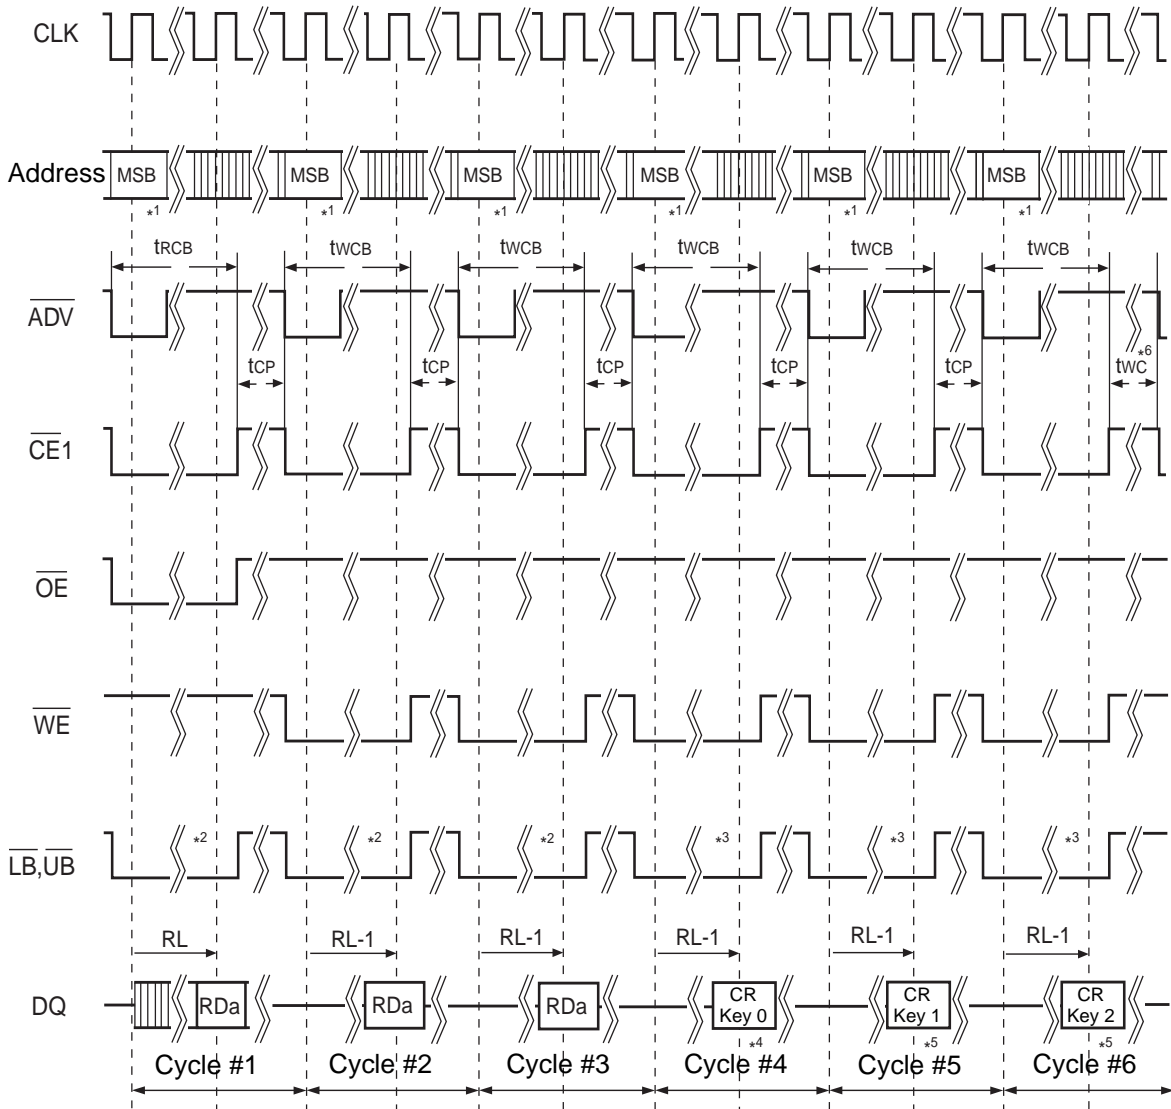 CLK
Address MSB MSB MSB MSB MSB MSB
*1 *1 *1 *1 *1 *1
tRCB tWCB tWCB tWCB tWCB tWCB
ADV
*6
tCP tCP tCP tCP tCP tWC
CE1
OE
WE
LB,UB *2 *2 *2 *3 *3 *3
RL RL-1 RL-1 RL-1 RL-1 RL-1
DQ RDa RDa RDa CR Key 0 CR Key 1 CR Key 2
*4 *5 *5
Cycle #1 Cycle #2 Cycle #3 Cycle #4 Cycle #5 Cycle #6